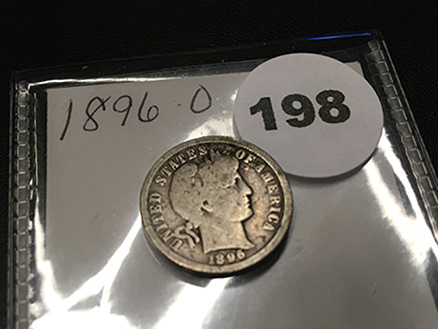 1896 O
198
UNITED STATES OF AMERICA
1896